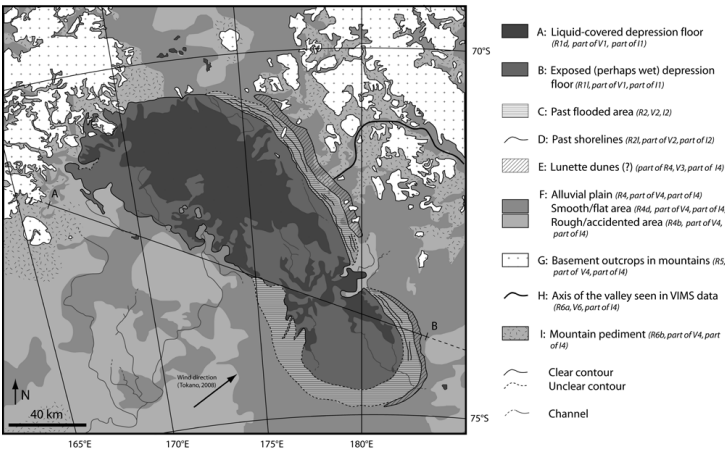 A: Liquid-covered depression floor
(R1d, part of V1, part of I1)
70°S
B: Exposed (perhaps wet) depression
floor (R1l, part of V1, part of I1)
C: Past flooded area (R2, V2, I2)
D: Past shorelines (R2l, part of V2, part of I2)
E: Lunette dunes (?) (part of R4, V3, part of I4)
A
F: Alluvial plain (R4, part of V4, part of I4)
Smooth/flat area (R4d, part of V4, part of I4
Rough/accidented area (R4b, part of V4,
part of I4)
G: Basement outcrops in mountains (R5,
part of V4, part of I4)
H: Axis of the valley seen in VIMS data
(R6a, V6, part of I4)
B
I: Mountain pediment (R6b, part of V4, part
of I4)
Wind direction
(Tokano, 2008)
Clear contour
Unclear contour
N
40 km
Channel
75°S
165°E 170°E 175°E 180°E